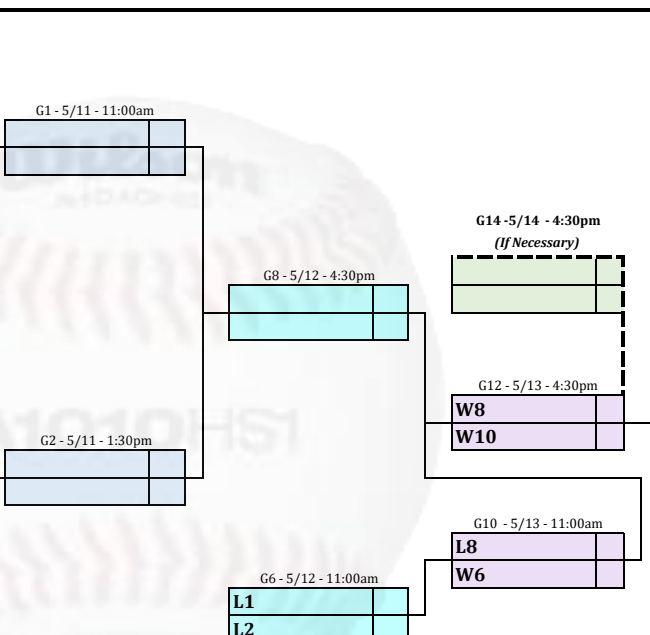 G1 - 5/11 - 11:00am
G14 -5/14 - 4:30pm
(If Necessary)
G8 - 5/12 - 4:30pm
G12 - 5/13 - 4:30pm
W8
W10
A1010HS1
G2 - 5/11 - 1:30pm
G10 - 5/13 - 11:00am
L8
W6
G6 - 5/12 - 11:00am
L1
L2